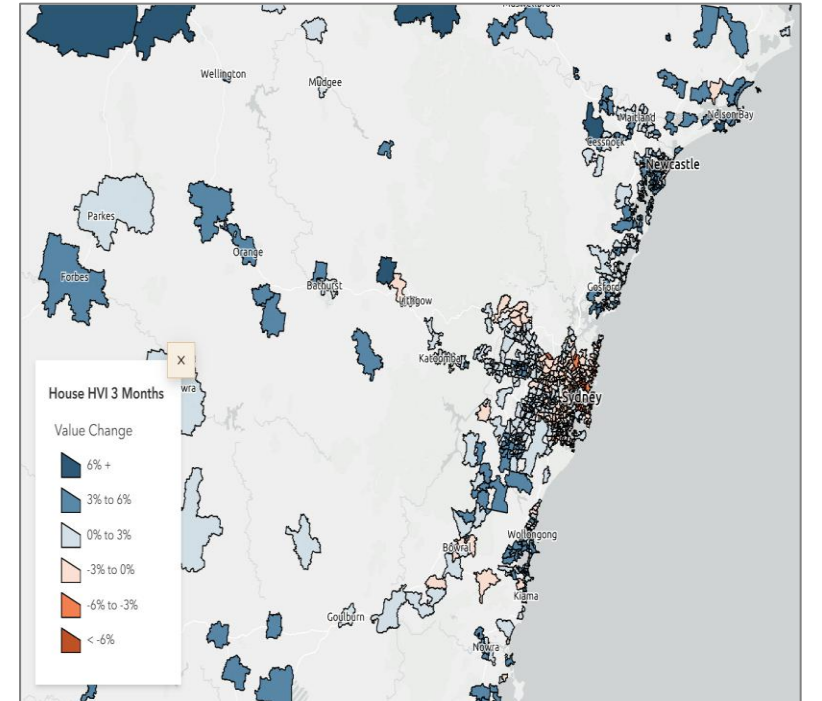 Wellington
Mudgee
Maitland
Nelson Bay
Cessnock
Newcastle
Parkes
Orange
Forbes
Bathurst
Lithgow
Gosford
Katoomba
Sydney
wra
X
House HVI 3 Months
Value Change
6% +
3% to 6%
0% to 3%
-3% to 0%
-6% to -3%
< -6%
Wollongong
Bowral
Kiama
Goulburn
Nowra